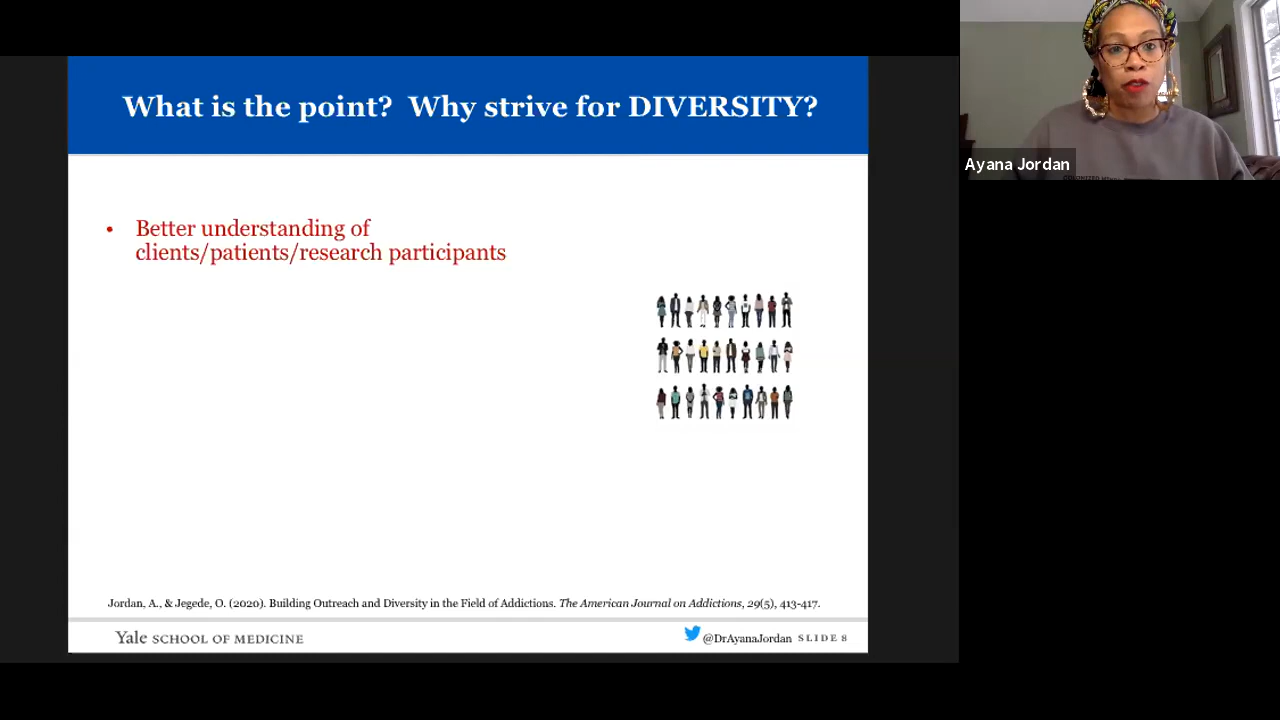 What is the point?  Why strive for DIVERSITY?
Ayana Jordan
• Better understanding of
clients/patients/research participants
Jordan, A., & Jegede, O. (2020). Building Outreach and Diversity in the Field of Addictions. The American Journal on Addictions, 29(5), 413-417.
Yale SCHOOL OF MEDICINE
@DrAyanaJordan SLIDE 8